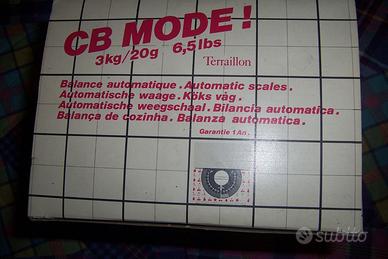 CB MODE !
3kg/20g 6,5lbs
Terraillon
Balance automatique . Automatic scales .
Automatische waage . Köks våg .
Automatische weegschaal . Bilancia automatica .
Balança de cozinha . Balanza automatica .
Garantie 1 An .
subito